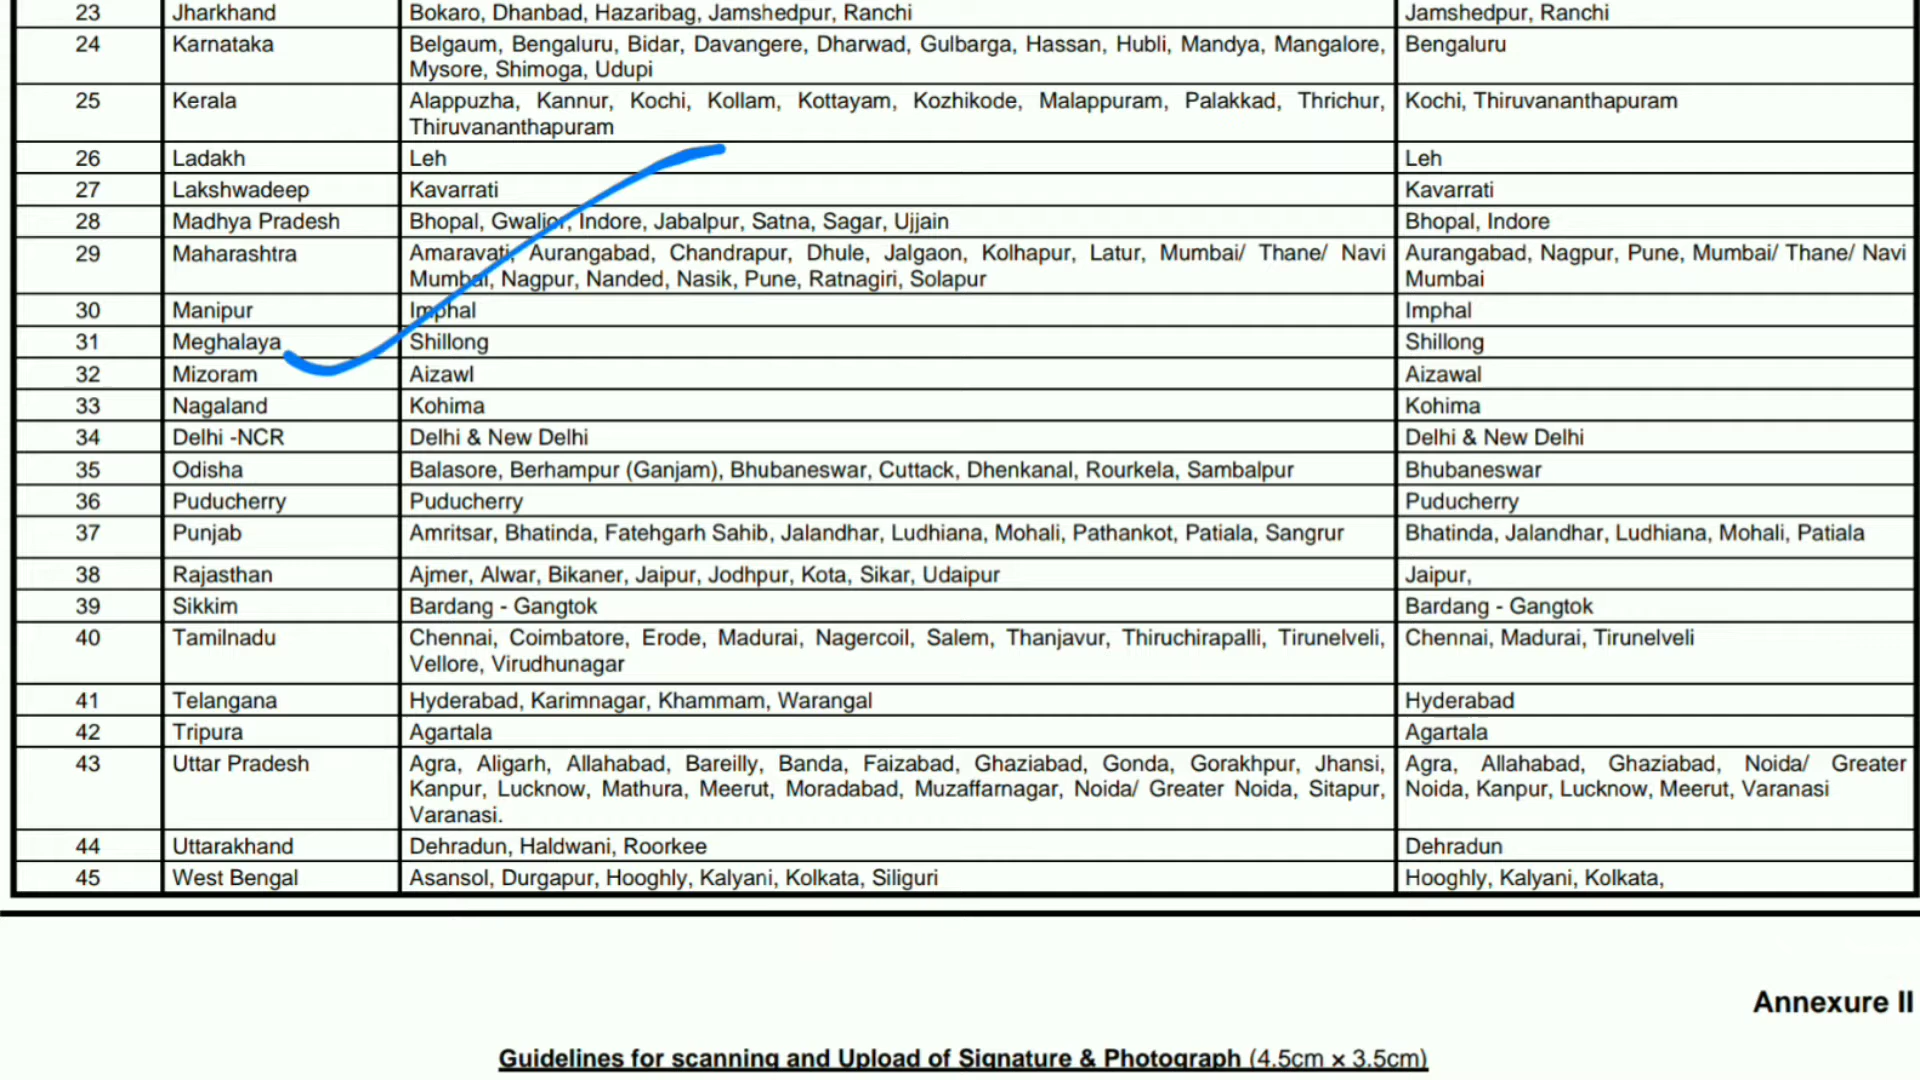 23 Jharkhand Bokaro, Dhanbad, Hazaribag, Jamshedpur, Ranchi Jamshedpur, Ranchi
24 Karnataka Belgaum, Bengaluru, Bidar, Davangere, Dharwad, Gulbarga, Hassan, Hubli, Mandya, Mangalore, Bengaluru
Mysore, Shimoga, Udupi
25 Kerala Alappuzha, Kannur, Kochi, Kollam, Kottayam, Kozhikode, Malappuram, Palakkad, Thrichur, Kochi, Thiruvananthapuram
Thiruvananthapuram
26 Ladakh Leh Leh
27 Lakshwadeep Kavarrati Kavarrati
28 Madhya Pradesh Bhopal, Gwalior, Indore, Jabalpur, Satna, Sagar, Ujjain Bhopal, Indore
29 Maharashtra Amaravati, Aurangabad, Chandrapur, Dhule, Jalgaon, Kolhapur, Latur, Mumbai/ Thane/ Navi Aurangabad, Nagpur, Pune, Mumbai/ Thane/ Navi
Mumbai, Nagpur, Nanded, Nasik, Pune, Ratnagiri, Solapur Mumbai
30 Manipur Imphal Imphal
31 Meghalaya Shillong Shillong
32 Mizoram Aizawl Aizawal
33 Nagaland Kohima Kohima
34 Delhi -NCR Delhi & New Delhi Delhi & New Delhi
35 Odisha Balasore, Berhampur (Ganjam), Bhubaneswar, Cuttack, Dhenkanal, Rourkela, Sambalpur Bhubaneswar
36 Puducherry Puducherry Puducherry
37 Punjab Amritsar, Bhatinda, Fatehgarh Sahib, Jalandhar, Ludhiana, Mohali, Pathankot, Patiala, Sangrur Bhatinda, Jalandhar, Ludhiana, Mohali, Patiala
38 Rajasthan Ajmer, Alwar, Bikaner, Jaipur, Jodhpur, Kota, Sikar, Udaipur Jaipur,
39 Sikkim Bardang - Gangtok Bardang - Gangtok
40 Tamilnadu Chennai, Coimbatore, Erode, Madurai, Nagercoil, Salem, Thanjavur, Thiruchirapalli, Tirunelveli, Chennai, Madurai, Tirunelveli
Vellore, Virudhunagar
41 Telangana Hyderabad, Karimnagar, Khammam, Warangal Hyderabad
42 Tripura Agartala Agartala
43 Uttar Pradesh Agra, Aligarh, Allahabad, Bareilly, Banda, Faizabad, Ghaziabad, Gonda, Gorakhpur, Jhansi, Agra, Allahabad, Ghaziabad, Noida/ Greater
Kanpur, Lucknow, Mathura, Meerut, Moradabad, Muzaffarnagar, Noida/ Greater Noida, Sitapur, Noida, Kanpur, Lucknow, Meerut, Varanasi
Varanasi.
44 Uttarakhand Dehradun, Haldwani, Roorkee Dehradun
45 West Bengal Asansol, Durgapur, Hooghly, Kalyani, Kolkata, Siliguri Hooghly, Kalyani, Kolkata,
Annexure II
Guidelines for scanning and Upload of Signature & Photograph (4.5cm × 3.5cm)